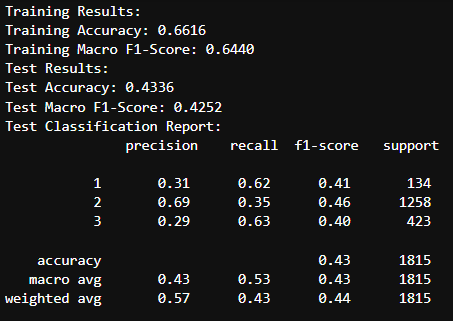 Training Results:
Training Accuracy: 0.6616
Training Macro F1-Score: 0.6440
Test Results:
Test Accuracy: 0.4336
Test Macro F1-Score: 0.4252
Test Classification Report:
precision recall f1-score support
1 0.31 0.62 0.41 134
2 0.69 0.35 0.46 1258
3 0.29 0.63 0.40 423
accuracy 0.43 1815
macro avg 0.43 0.53 0.43 1815
weighted avg 0.57 0.43 0.44 1815